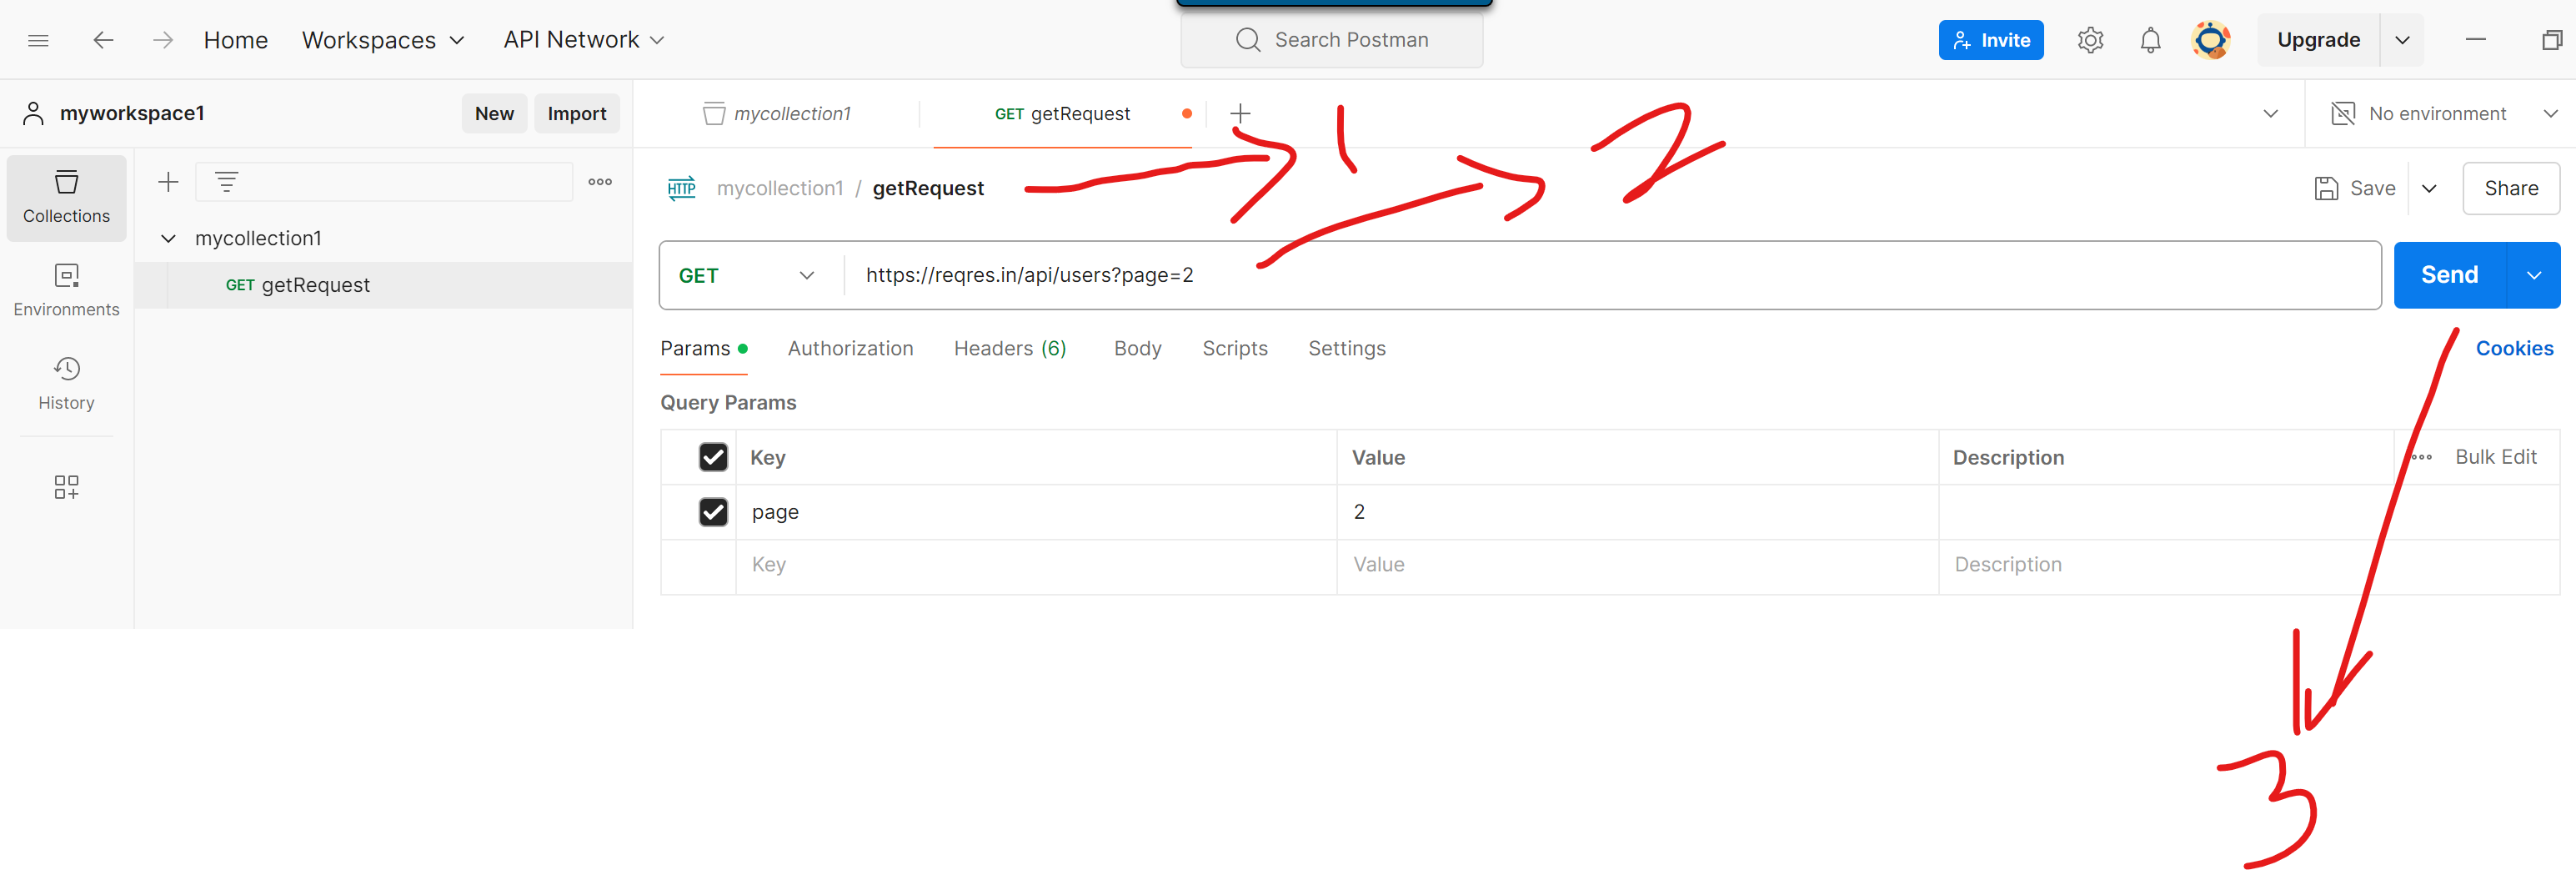 Home Workspaces API Network Search Postman Invite Upgrade
myworkspace1 New Import mycollection1 GET getRequest No environment
1 2
Collections
mycollection1 / getRequest Save Share
mycollection1
GET getRequest
Environments
GET https://reqres.in/api/users?page=2 Send
History
Params Authorization Headers (6) Body Scripts Settings Cookies
Query Params
Key Value Description Bulk Edit
page 2
Key Value Description
3